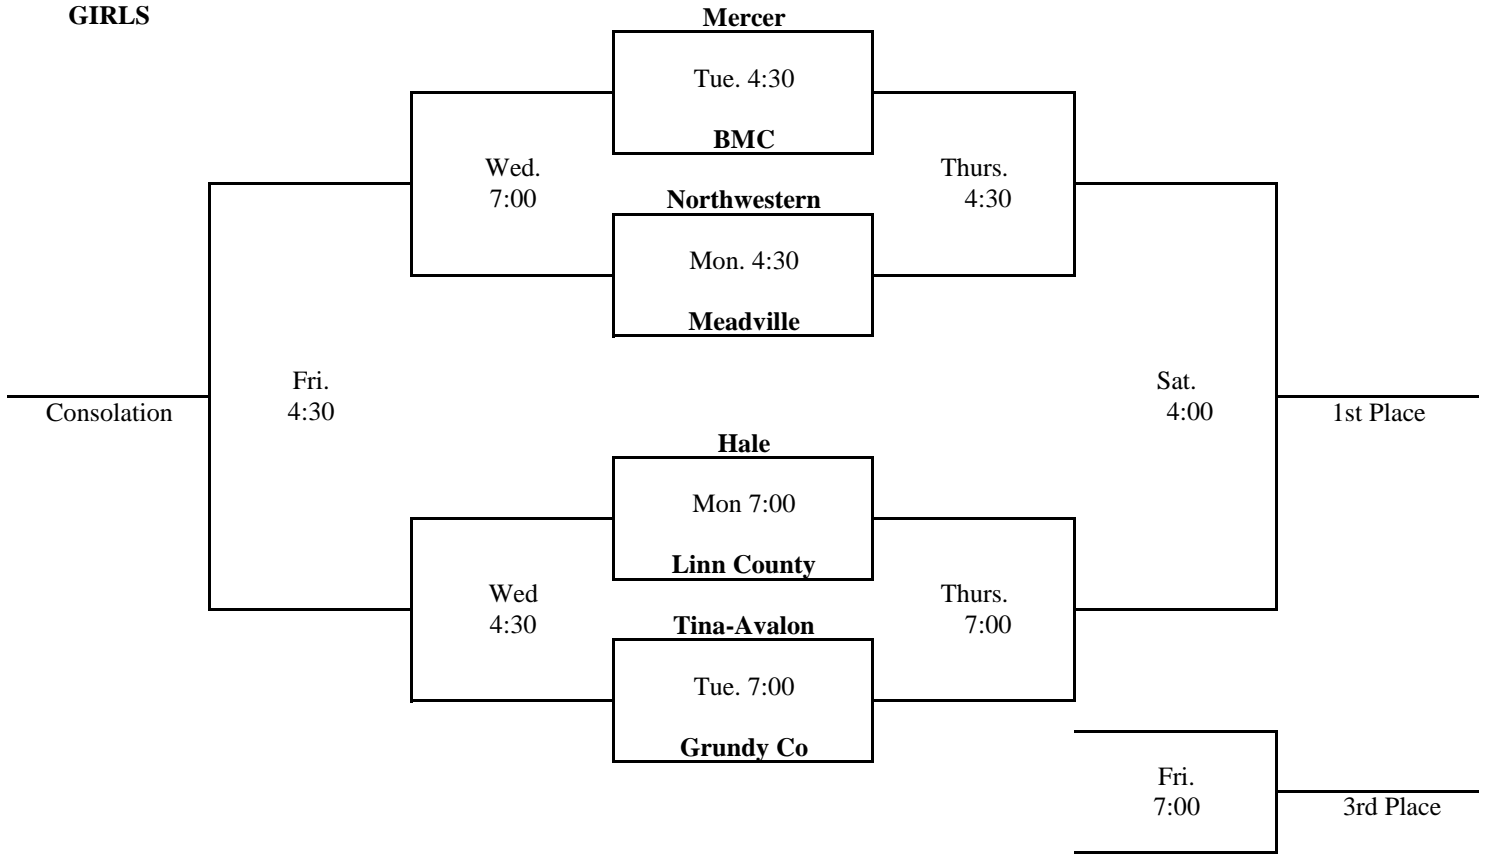 GIRLS
Mercer
Tue. 4:30
BMC
Wed.
7:00
Thurs.
4:30
Northwestern
Mon. 4:30
Meadville
Fri.
4:30
Sat.
4:00
Consolation
1st Place
Hale
Mon 7:00
Linn County
Wed
4:30
Thurs.
7:00
Tina-Avalon
Tue. 7:00
Grundy Co
Fri.
7:00
3rd Place